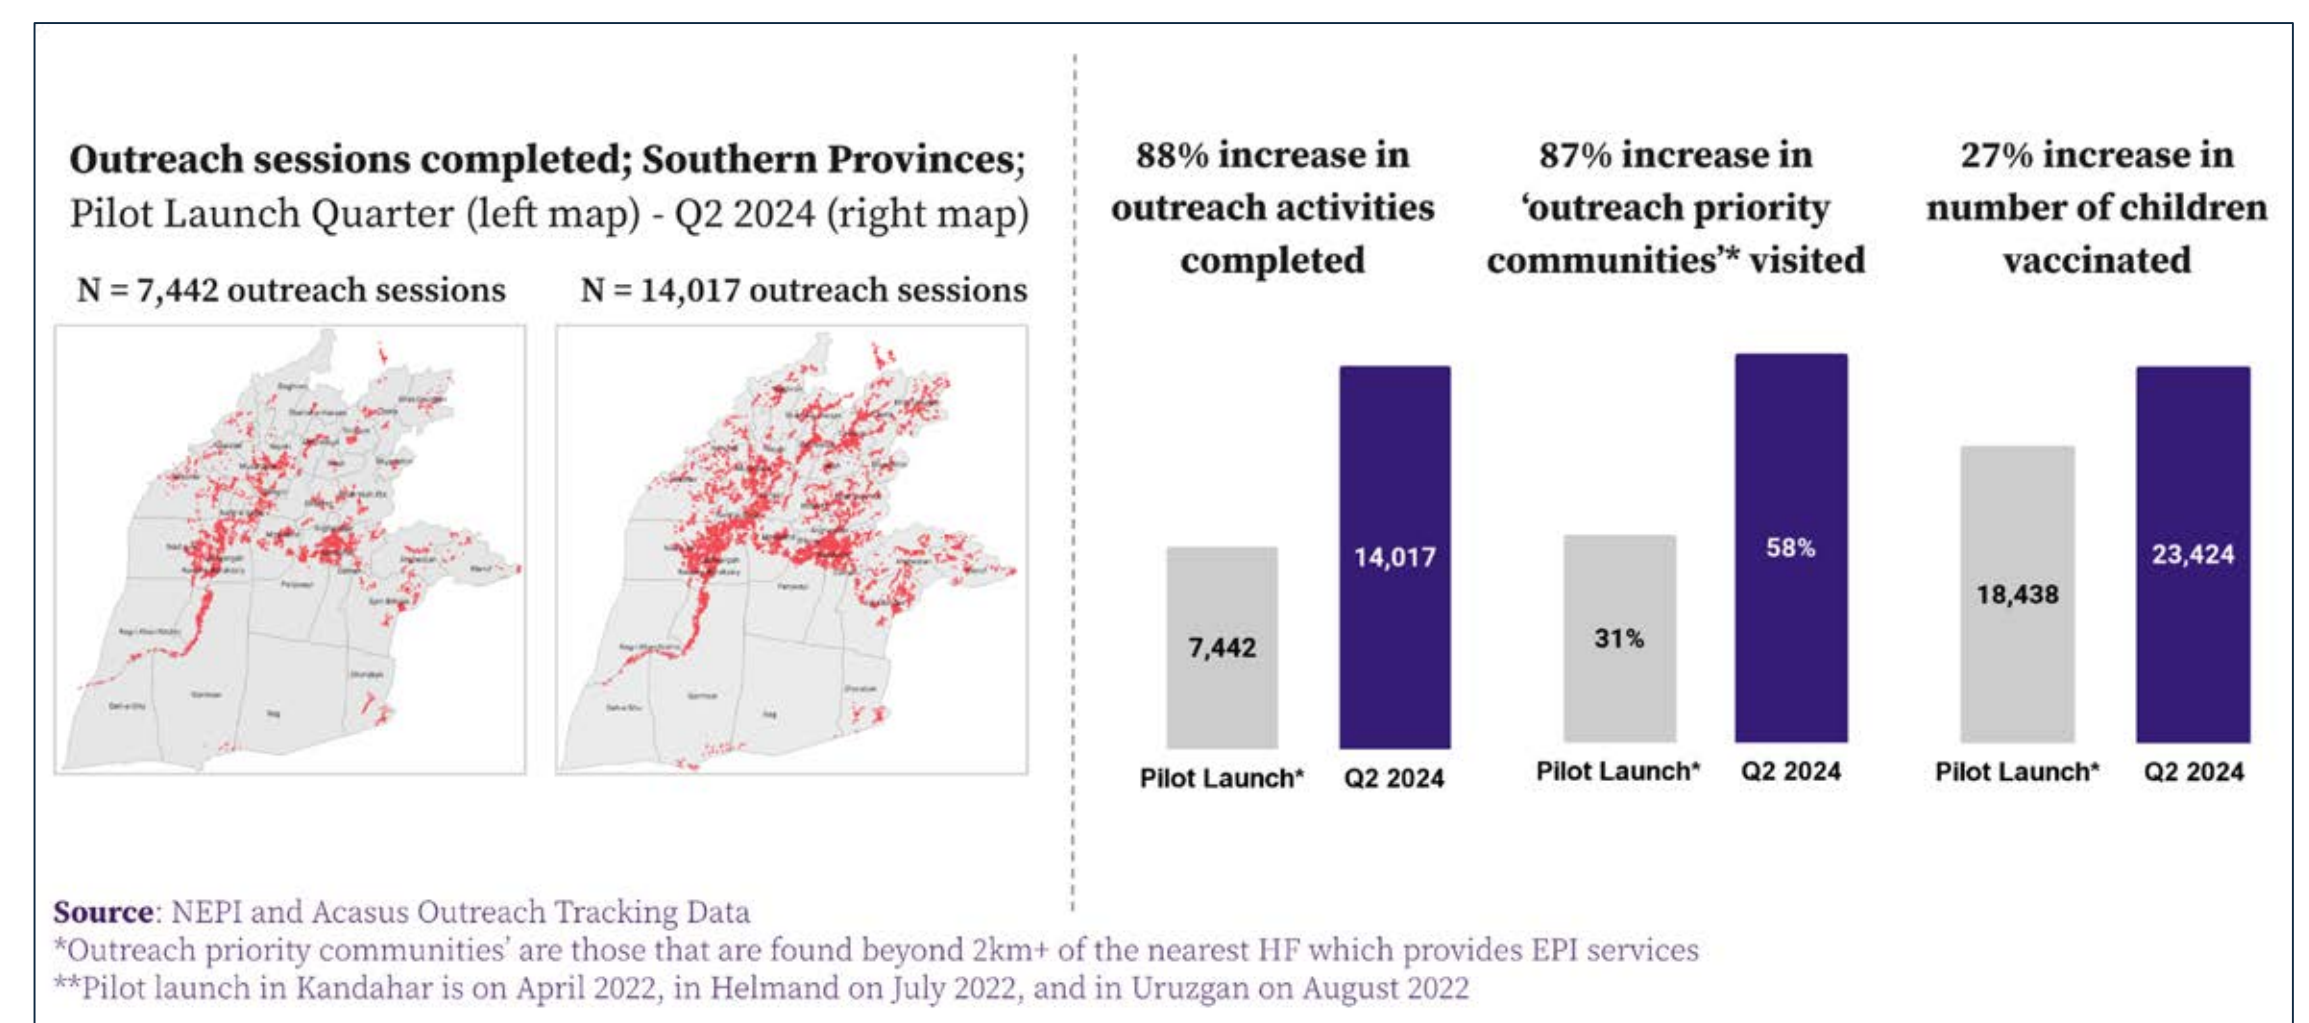 Outreach sessions completed; Southern Provinces;
Pilot Launch Quarter (left map) - Q2 2024 (right map)
N = 7,442 outreach sessions
N = 14,017 outreach sessions
88% increase in
outreach activities
completed
7,442
14,017
Pilot Launch*
Q2 2024
87% increase in
‘outreach priority
communities’* visited
31%
58%
Pilot Launch*
Q2 2024
27% increase in
number of children
vaccinated
18,438
23,424
Pilot Launch*
Q2 2024
Source: NEPI and Acasus Outreach Tracking Data
*Outreach priority communities’ are those that are found beyond 2km+ of the nearest HF which provides EPI services
**Pilot launch in Kandahar is on April 2022, in Helmand on July 2022, and in Uruzgan on August 2022